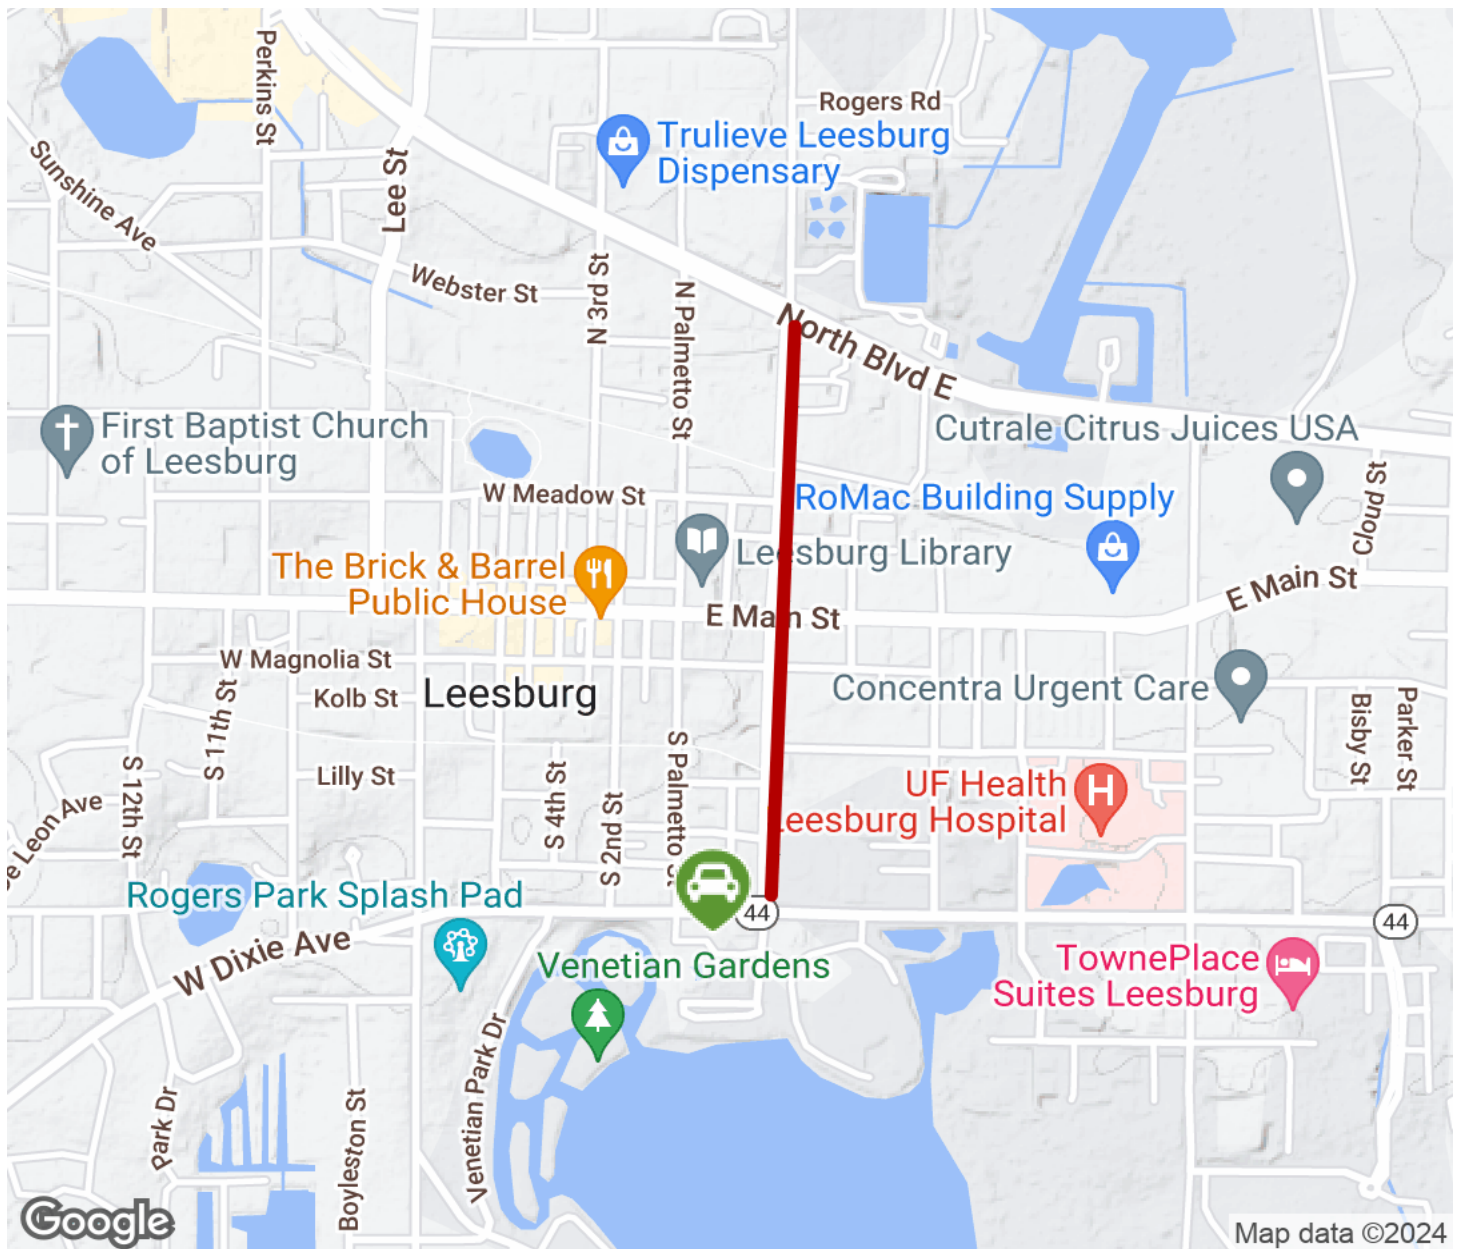 Perkins St
Rogers Rd
Trulieve Leesburg
Dispensary
Sunshine Ave
Lee St
Webster St
N 3rd St
N Palmetto St
North Blvd E
First Baptist Church
of Leesburg
Cutrale Citrus Juices USA
W Meadow St
RoMac Building Supply
Cloud St
Leesburg Library
The Brick & Barrel
Public House
E Main St
E Main St
W Magnolia St
Kolb St
Leesburg
Concentra Urgent Care
S 11th St
Bisby St
Parker St
S Palmetto St
Lilly St
S 12th St
S 4th St
S 2nd St
UF Health
Leesburg Hospital
De Leon Ave
Rogers Park Splash Pad
44
44
W Dixie Ave
Venetian Gardens
TownePlace
Suites Leesburg
Venetian Park Dr
Park Dr
Boyleston St
Google
Map data ©2024